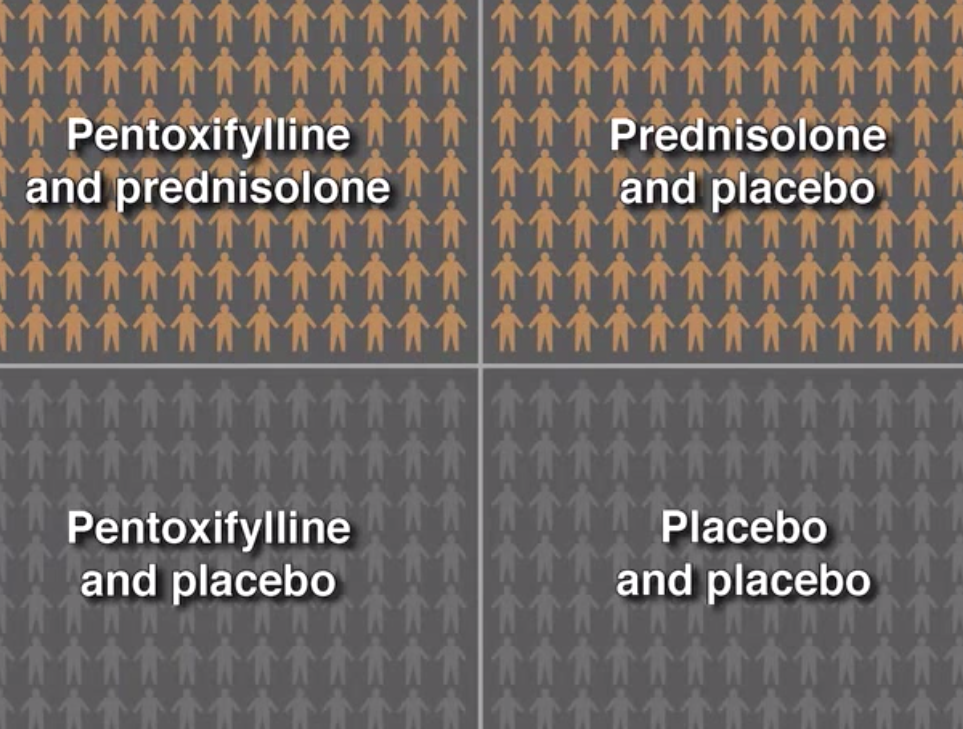 Pentoxifylline
and prednisolone
Prednisolone
and placebo
Pentoxifylline
and placebo
Placebo
and placebo